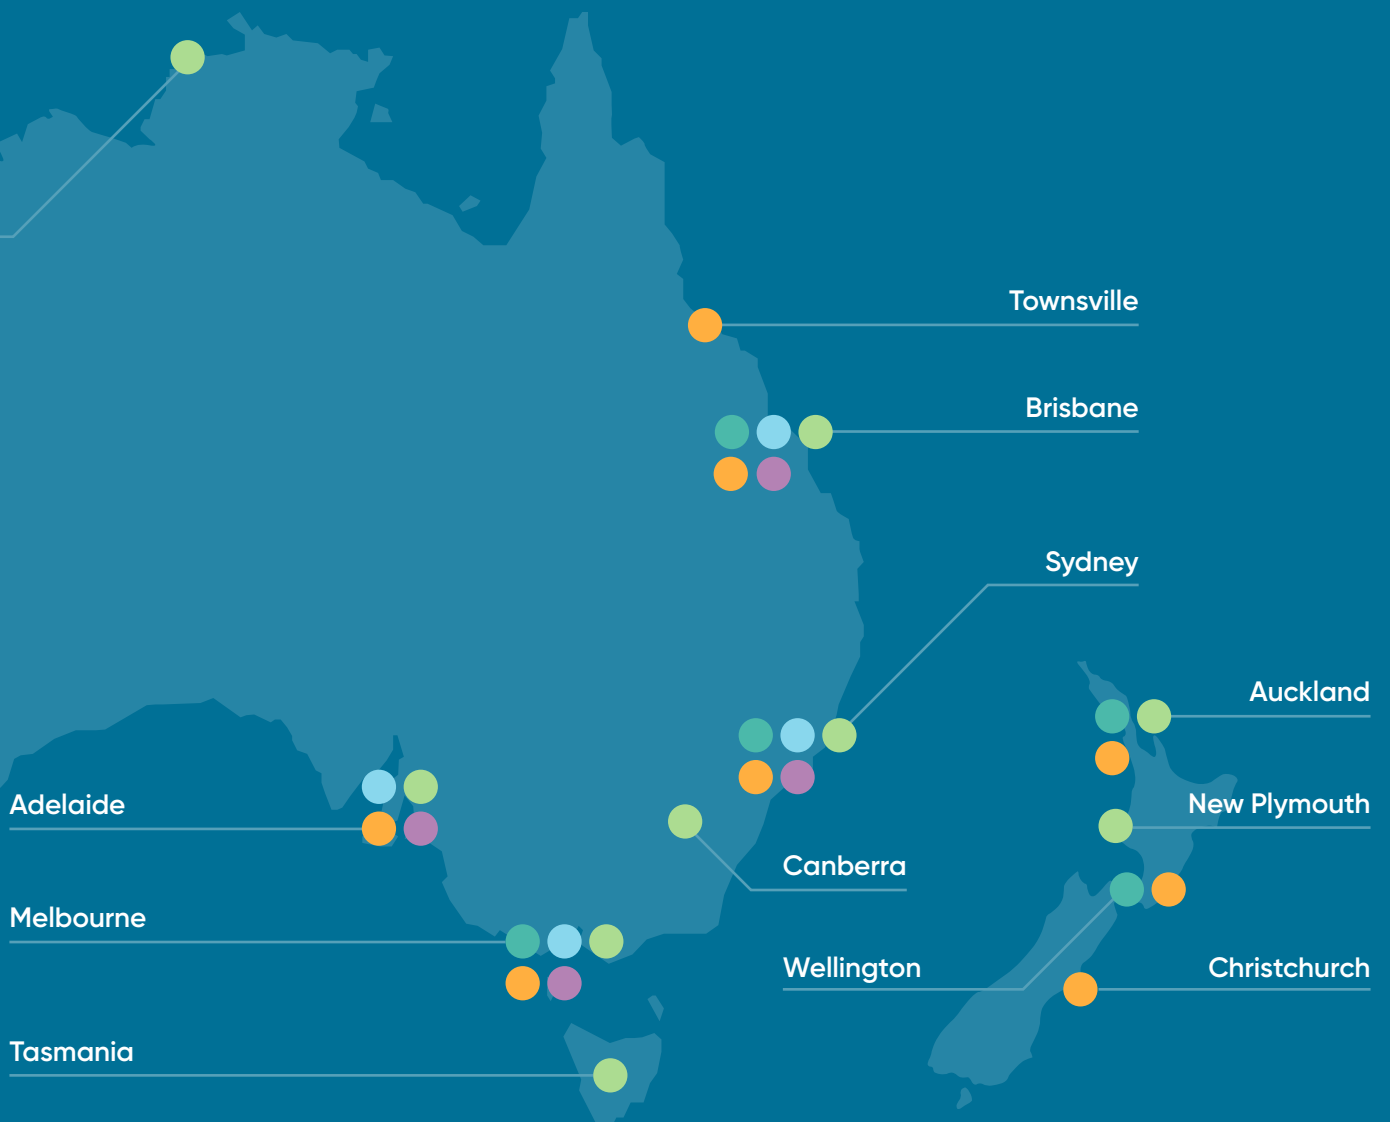 Townsville
Brisbane
Sydney
Auckland
Adelaide
New Plymouth
Canberra
Melbourne
Wellington
Christchurch
Tasmania